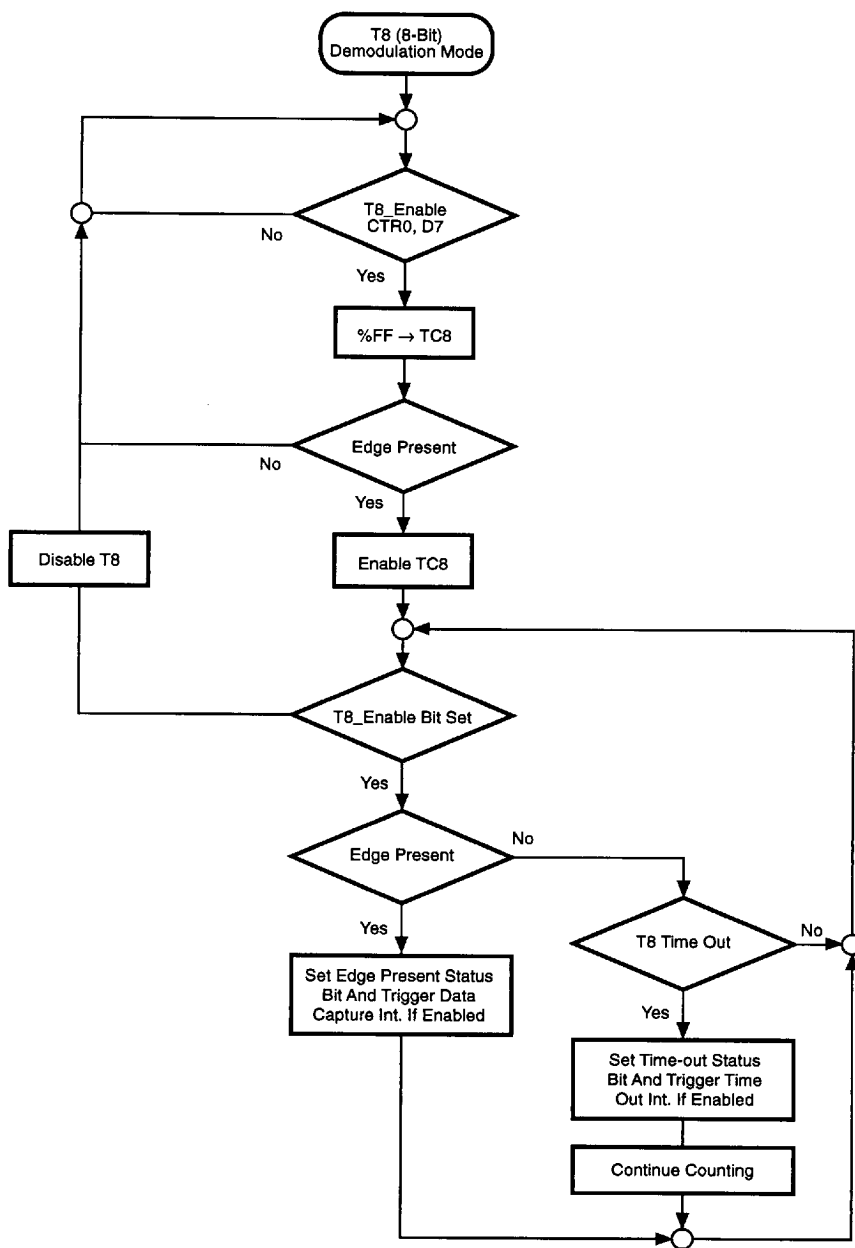 T8 (8-Bit)
Demodulation Mode
T8_Enable
CTR0, D7
No
Yes
%FF → TC8
Edge Present
No
Yes
Disable T8
Enable TC8
T8_Enable Bit Set
Yes
Edge Present
No
Yes
T8 Time Out
No
Set Edge Present Status
Bit And Trigger Data
Capture Int. If Enabled
Yes
Set Time-out Status
Bit And Trigger Time
Out Int. If Enabled
Continue Counting